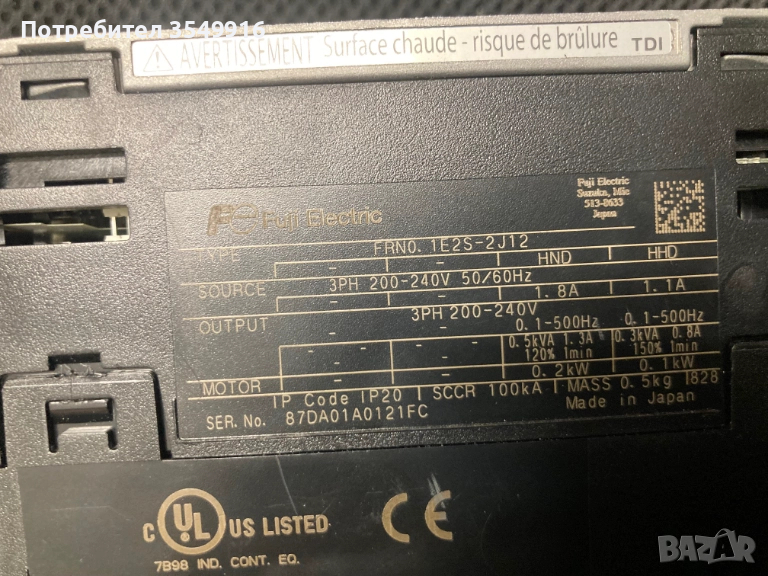 Потребител 3549916
AVERTISSEMENT Surface chaude - risque de brûlure TDI
Fuji Electric
Suzuka, Mie
513-8633
Japan
Fe Fuji Electric
TYPE FRN0.1E2S-2J12
- - HND HHD
SOURCE 3PH 200-240V 50/60Hz
- - 1.8A 1.1A
OUTPUT 3PH 200-240V
- - 0.1-500Hz 0.1-500Hz
- - 0.5kVA 1.3A 0.3kVA 0.8A
120% 1min 150% 1min
MOTOR - - 0.2kW 0.1kW
IP Code IP20 SCCR 100kA MASS 0.5kg 1828
SER. No. 87DA01A0121FC Made in Japan
C UL US LISTED CE
7B98 IND. CONT. EQ.
БАZАР